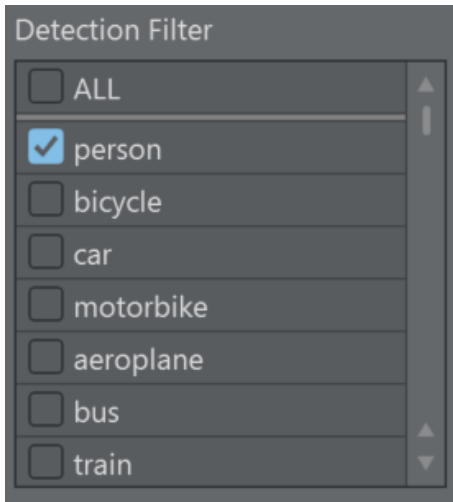 Detection Filter
ALL
person
bicycle
car
motorbike
aeroplane
bus
train